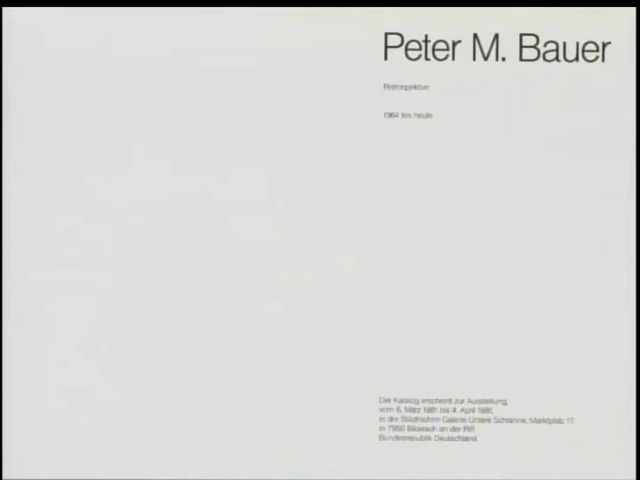 Peter M. Bauer
Retrospektive
1964 bis heute
Der Katalog erscheint zur Ausstellung,
vom 6. März 1981 bis 4. April 1981,
in der Städtischen Galerie Untere Schranne, Marktplatz 17,
in 7950 Biberach an der Riß
Bundesrepublik Deutschland